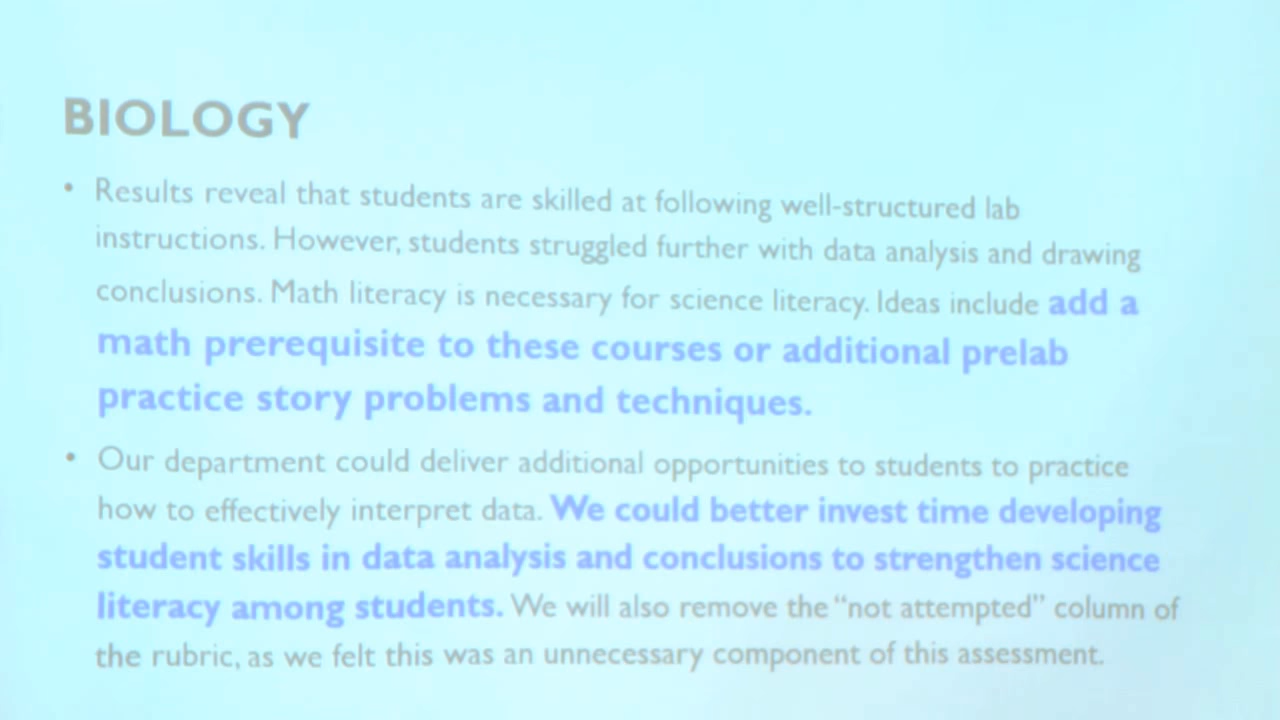 BIOLOGY
• Results reveal that students are skilled at following well-structured lab
instructions. However, students struggled further with data analysis and drawing
conclusions. Math literacy is necessary for science literacy. Ideas include add a
math prerequisite to these courses or additional prelab
practice story problems and techniques.
• Our department could deliver additional opportunities to students to practice
how to effectively interpret data. We could better invest time developing
student skills in data analysis and conclusions to strengthen science
literacy among students. We will also remove the “not attempted” column of
the rubric, as we felt this was an unnecessary component of this assessment.